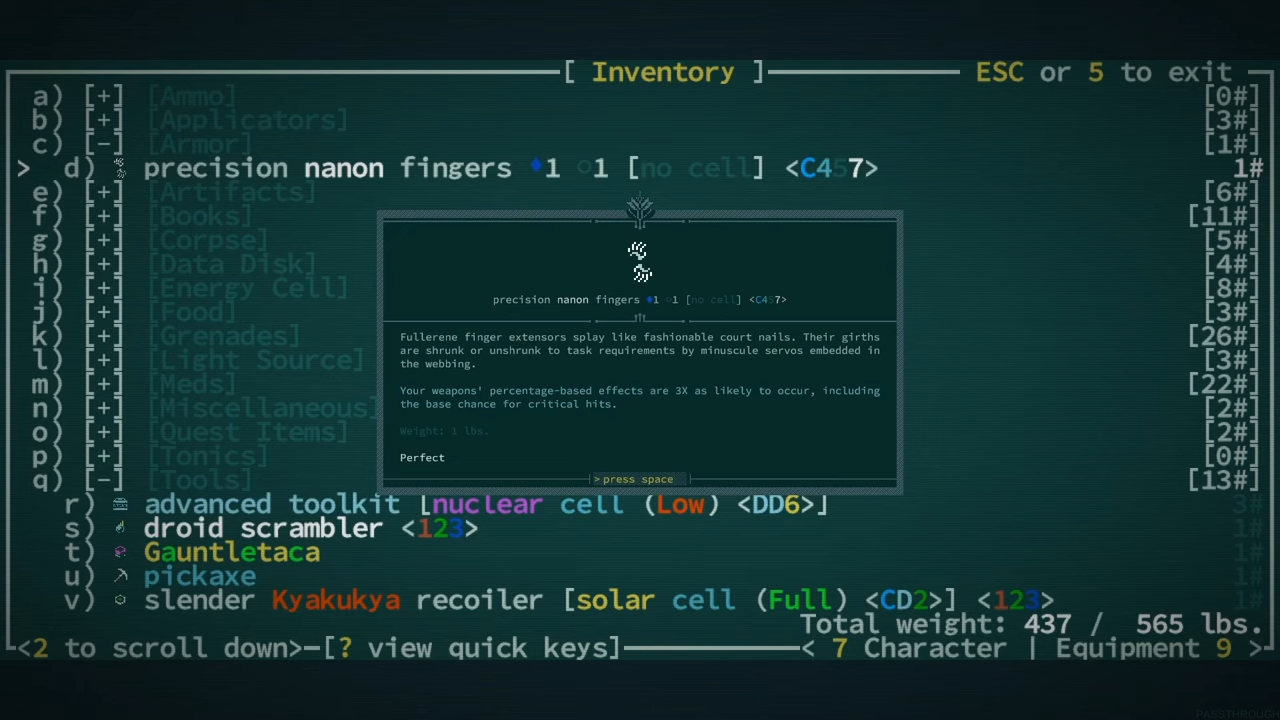 [ Inventory ] ESC or 5 to exit
a) [+] [Ammo] [0#]
b) [+] [Applicators] [3#]
c) [-] [Armor] [1#]
> d) precision nanon fingers ♦1 ○1 [no cell] <C457> 1#
e) [+] [Artifacts] [6#]
f) [+] [Books] [11#]
g) [+] [Corpse] [5#]
h) [+] [Data Disk] [4#]
i) [+] [Energy Cell] [8#]
j) [+] [Food] [3#]
k) [+] [Grenades] [26#]
l) [+] [Light Source] [3#]
m) [+] [Meds] [22#]
n) [+] [Miscellaneous] [2#]
o) [+] [Quest Items] [2#]
p) [+] [Tonics] [0#]
q) [-] [Tools] [13#]
r) advanced toolkit [nuclear cell (Low) <DD6>] 3#
s) droid scrambler <123> 1#
t) Gauntletaca 1#
u) pickaxe 1#
v) slender Kyakukya recoiler [solar cell (Full) <CD2>] <123> 1#
Total weight: 437 / 565 lbs.
<2 to scroll down> [? view quick keys] < 7 Character | Equipment 9 >
precision nanon fingers ♦1 ○1 [no cell] <C457>
Fullerene finger extensors splay like fashionable court nails. Their girths
are shrunk or unshrunk to task requirements by minuscule servos embedded in
the webbing.
Your weapons' percentage-based effects are 3X as likely to occur, including
the base chance for critical hits.
Weight: 1 lbs.
Perfect
> press space